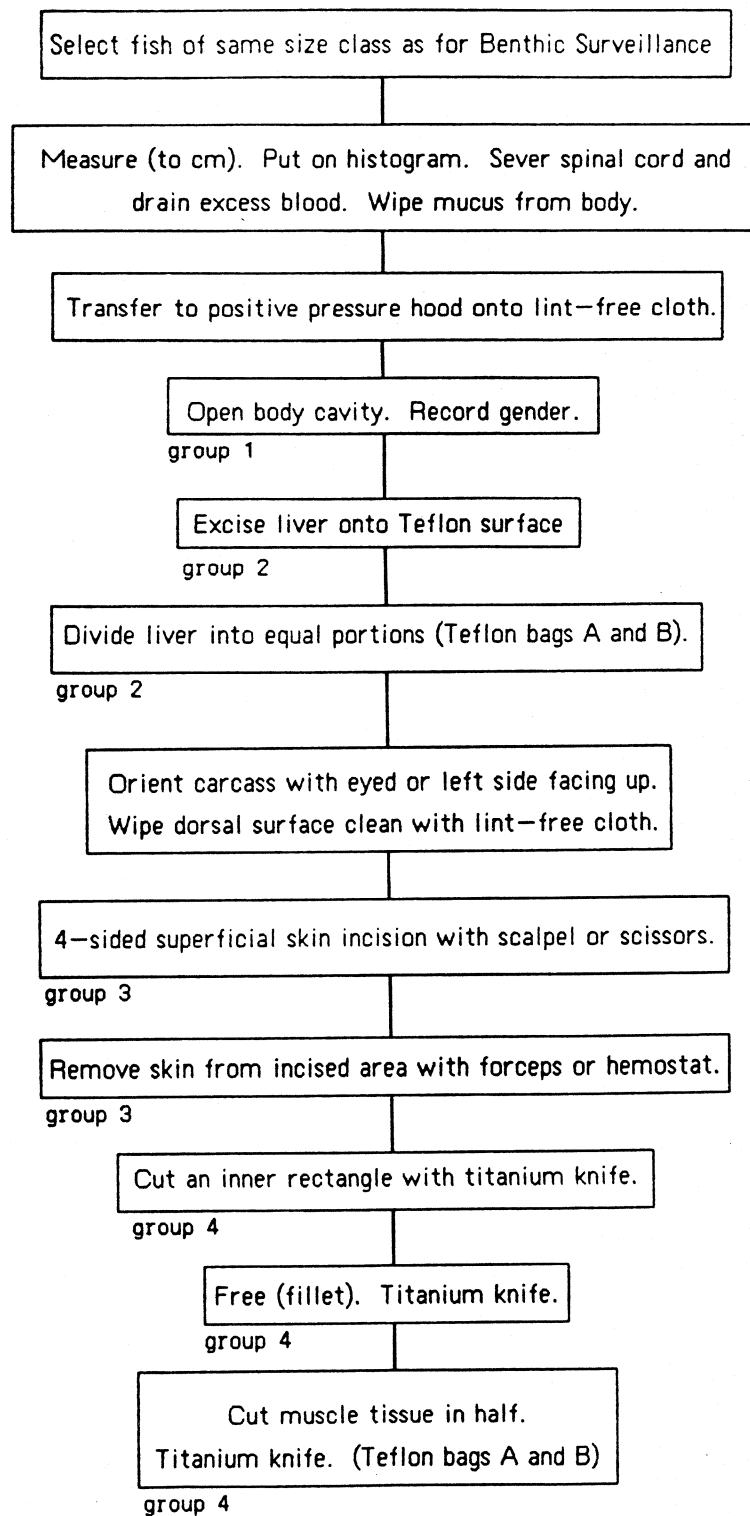 Select fish of same size class as for Benthic Surveillance
Measure (to cm). Put on histogram. Sever spinal cord and
drain excess blood. Wipe mucus from body.
Transfer to positive pressure hood onto lint-free cloth.
Open body cavity. Record gender.
group 1
Excise liver onto Teflon surface
group 2
Divide liver into equal portions (Teflon bags A and B).
group 2
Orient carcass with eyed or left side facing up.
Wipe dorsal surface clean with lint-free cloth.
4-sided superficial skin incision with scalpel or scissors.
group 3
Remove skin from incised area with forceps or hemostat.
group 3
Cut an inner rectangle with titanium knife.
group 4
Free (fillet). Titanium knife.
group 4
Cut muscle tissue in half.
Titanium knife. (Teflon bags A and B)
group 4